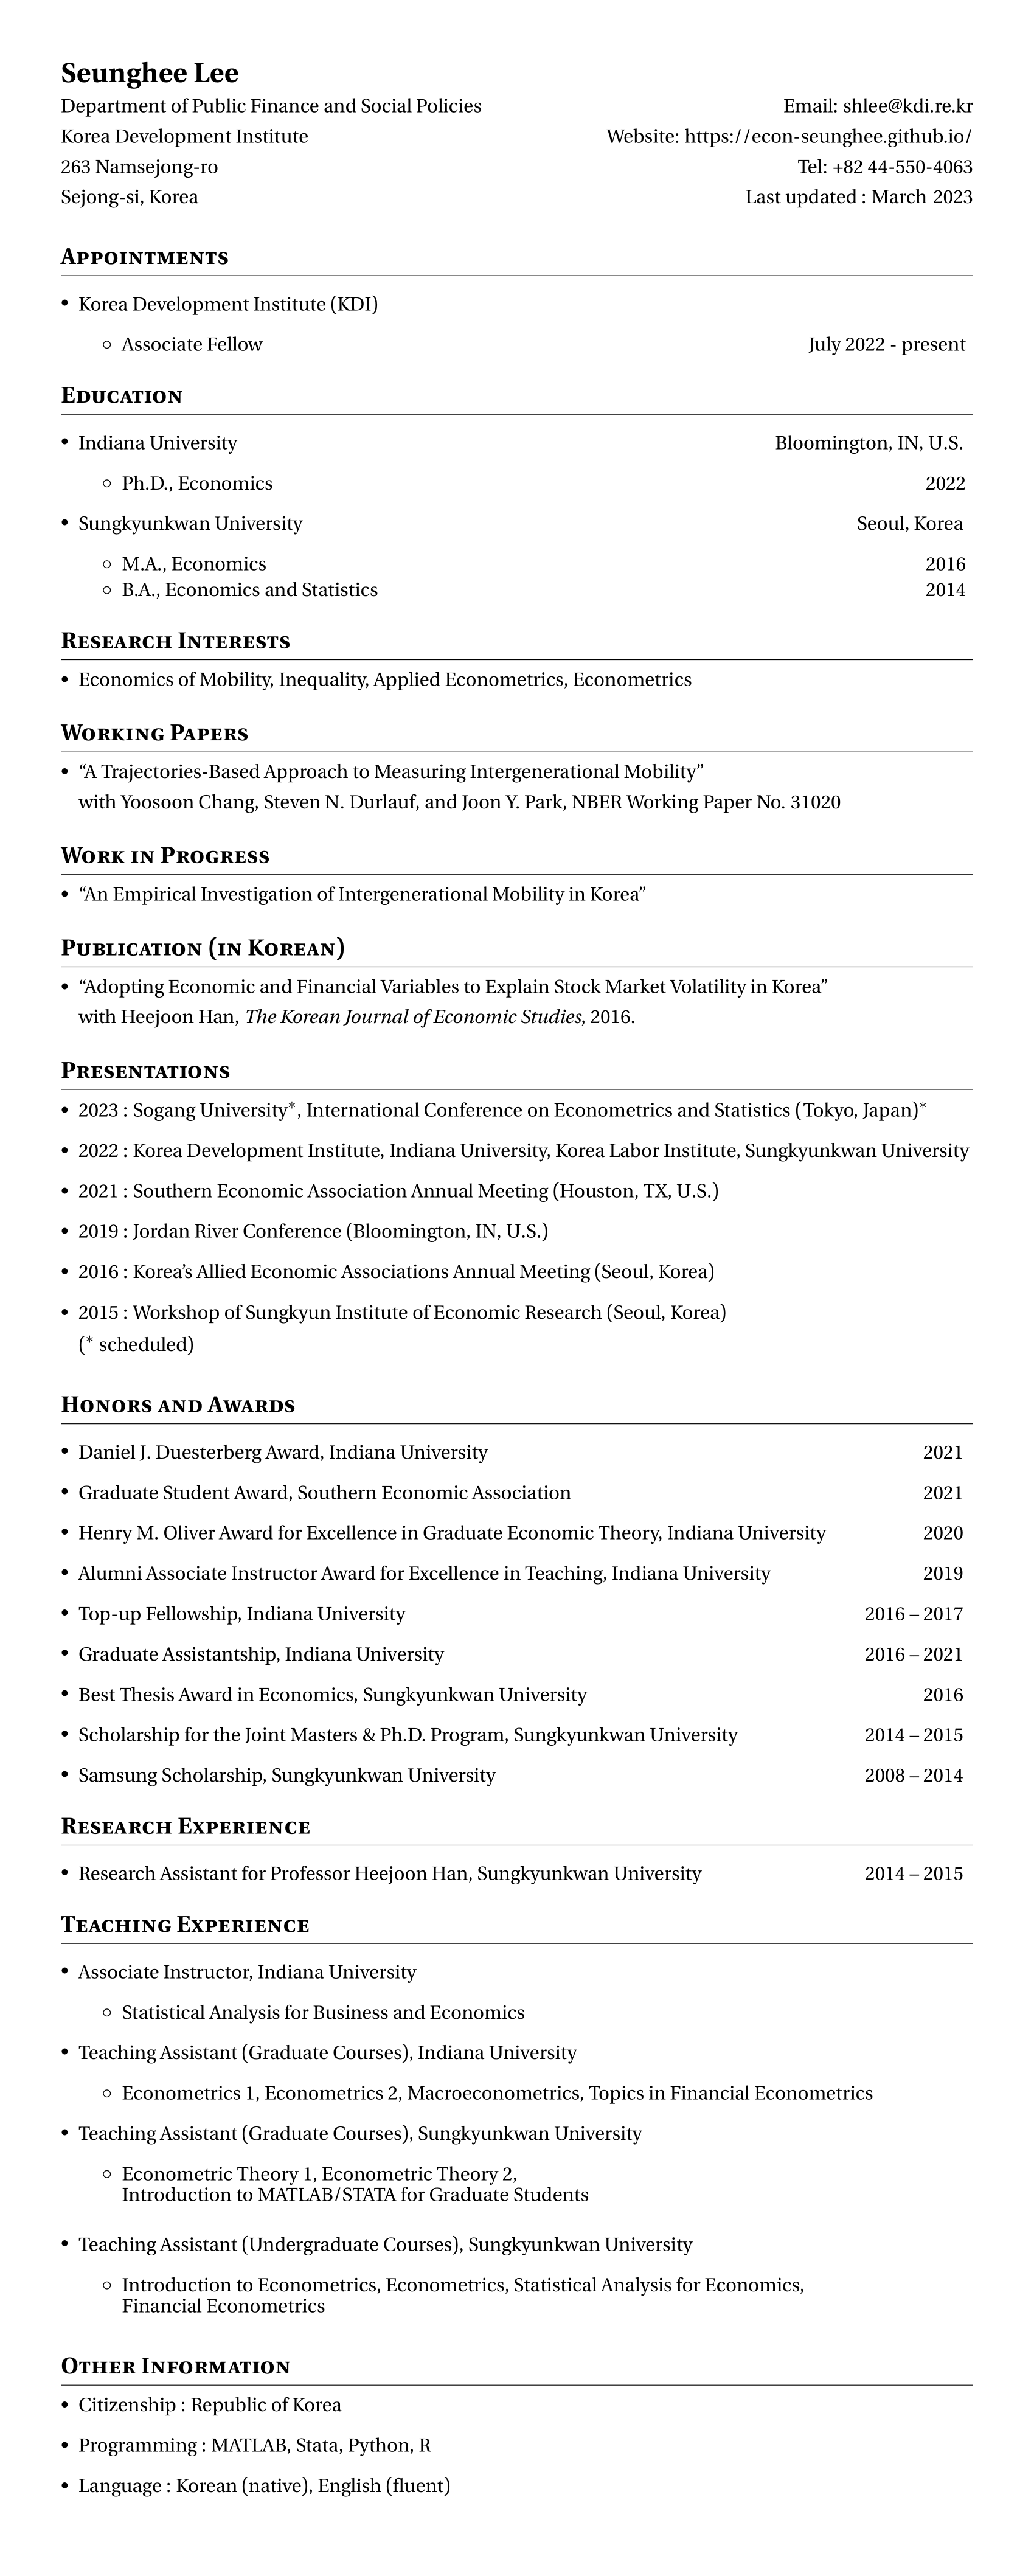 Seunghee Lee
Department of Public Finance and Social Policies
Email: shlee@kdi.re.kr
Korea Development Institute
Website: https://econ-seunghee.github.io/
263 Namsejong-ro
Tel: +82 44-550-4063
Sejong-si, Korea
Last updated : March 2023
Appointments
• Korea Development Institute (KDI)
◦ Associate Fellow July 2022 - present
Education
• Indiana University Bloomington, IN, U.S.
◦ Ph.D., Economics 2022
• Sungkyunkwan University Seoul, Korea
◦ M.A., Economics 2016
◦ B.A., Economics and Statistics 2014
Research Interests
• Economics of Mobility, Inequality, Applied Econometrics, Econometrics
Working Papers
• “A Trajectories-Based Approach to Measuring Intergenerational Mobility”
with Yoosoon Chang, Steven N. Durlauf, and Joon Y. Park, NBER Working Paper No. 31020
Work in Progress
• “An Empirical Investigation of Intergenerational Mobility in Korea”
Publication (in Korean)
• “Adopting Economic and Financial Variables to Explain Stock Market Volatility in Korea”
with Heejoon Han, The Korean Journal of Economic Studies, 2016.
Presentations
• 2023 : Sogang University*, International Conference on Econometrics and Statistics (Tokyo, Japan)*
• 2022 : Korea Development Institute, Indiana University, Korea Labor Institute, Sungkyunkwan University
• 2021 : Southern Economic Association Annual Meeting (Houston, TX, U.S.)
• 2019 : Jordan River Conference (Bloomington, IN, U.S.)
• 2016 : Korea’s Allied Economic Associations Annual Meeting (Seoul, Korea)
• 2015 : Workshop of Sungkyun Institute of Economic Research (Seoul, Korea)
(* scheduled)
Honors and Awards
• Daniel J. Duesterberg Award, Indiana University 2021
• Graduate Student Award, Southern Economic Association 2021
• Henry M. Oliver Award for Excellence in Graduate Economic Theory, Indiana University 2020
• Alumni Associate Instructor Award for Excellence in Teaching, Indiana University 2019
• Top-up Fellowship, Indiana University 2016 – 2017
• Graduate Assistantship, Indiana University 2016 – 2021
• Best Thesis Award in Economics, Sungkyunkwan University 2016
• Scholarship for the Joint Masters & Ph.D. Program, Sungkyunkwan University 2014 – 2015
• Samsung Scholarship, Sungkyunkwan University 2008 – 2014
Research Experience
• Research Assistant for Professor Heejoon Han, Sungkyunkwan University 2014 – 2015
Teaching Experience
• Associate Instructor, Indiana University
◦ Statistical Analysis for Business and Economics
• Teaching Assistant (Graduate Courses), Indiana University
◦ Econometrics 1, Econometrics 2, Macroeconometrics, Topics in Financial Econometrics
• Teaching Assistant (Graduate Courses), Sungkyunkwan University
◦ Econometric Theory 1, Econometric Theory 2,
Introduction to MATLAB/STATA for Graduate Students
• Teaching Assistant (Undergraduate Courses), Sungkyunkwan University
◦ Introduction to Econometrics, Econometrics, Statistical Analysis for Economics,
Financial Econometrics
Other Information
• Citizenship : Republic of Korea
• Programming : MATLAB, Stata, Python, R
• Language : Korean (native), English (fluent)